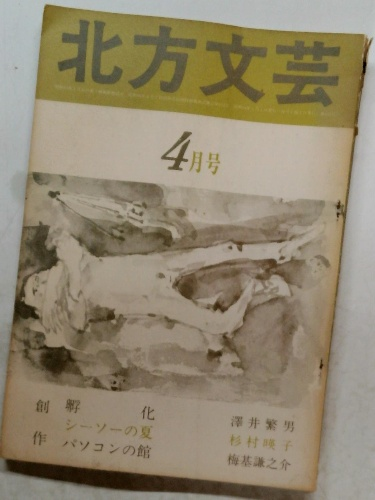 北方文芸
4月号
創作
孵化 澤井繁男
シーソーの夏 杉村暎子
パソコンの館 梅基謙之介